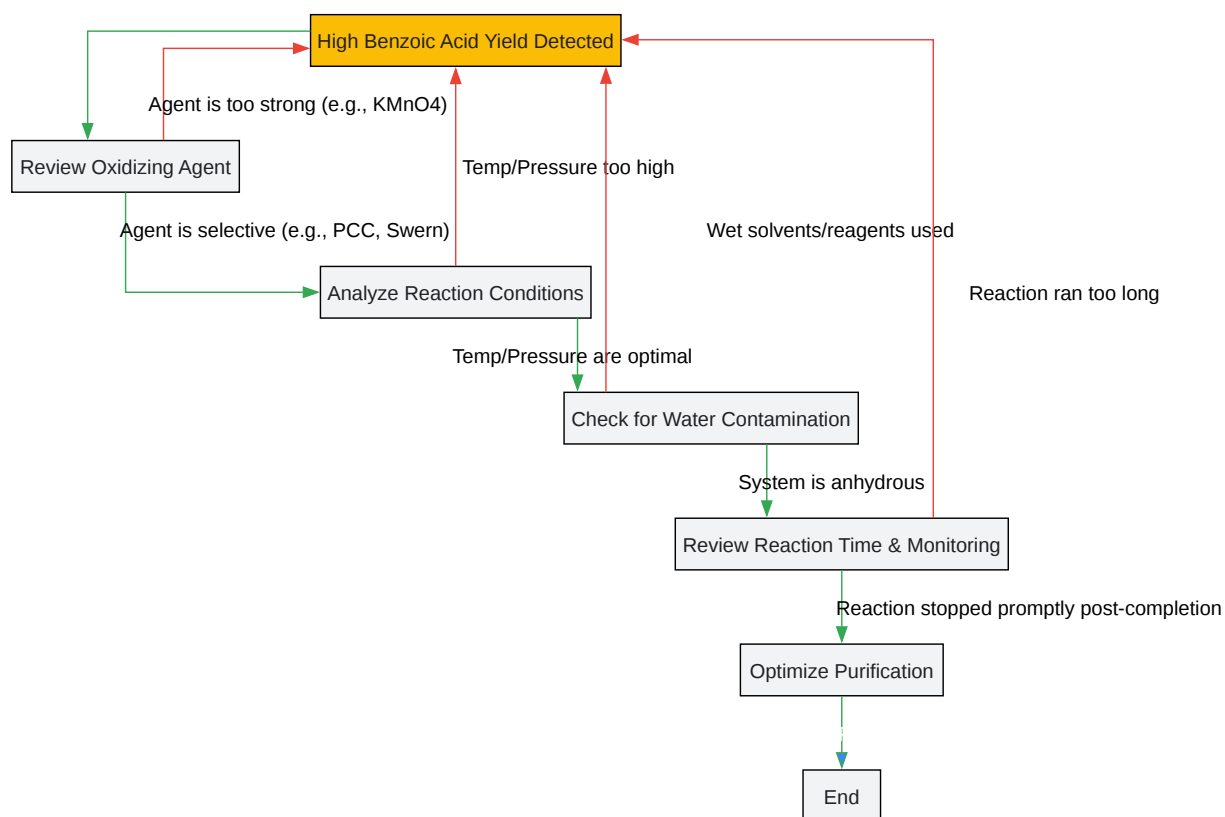 High Benzoic Acid Yield Detected
Agent is too strong (e.g., KMnO4)
Review Oxidizing Agent
Temp/Pressure too high
Agent is selective (e.g., PCC, Swern)
Wet solvents/reagents used
Analyze Reaction Conditions
Reaction ran too long
Temp/Pressure are optimal
Check for Water Contamination
System is anhydrous
Review Reaction Time & Monitoring
Reaction stopped promptly post-completion
Optimize Purification
End